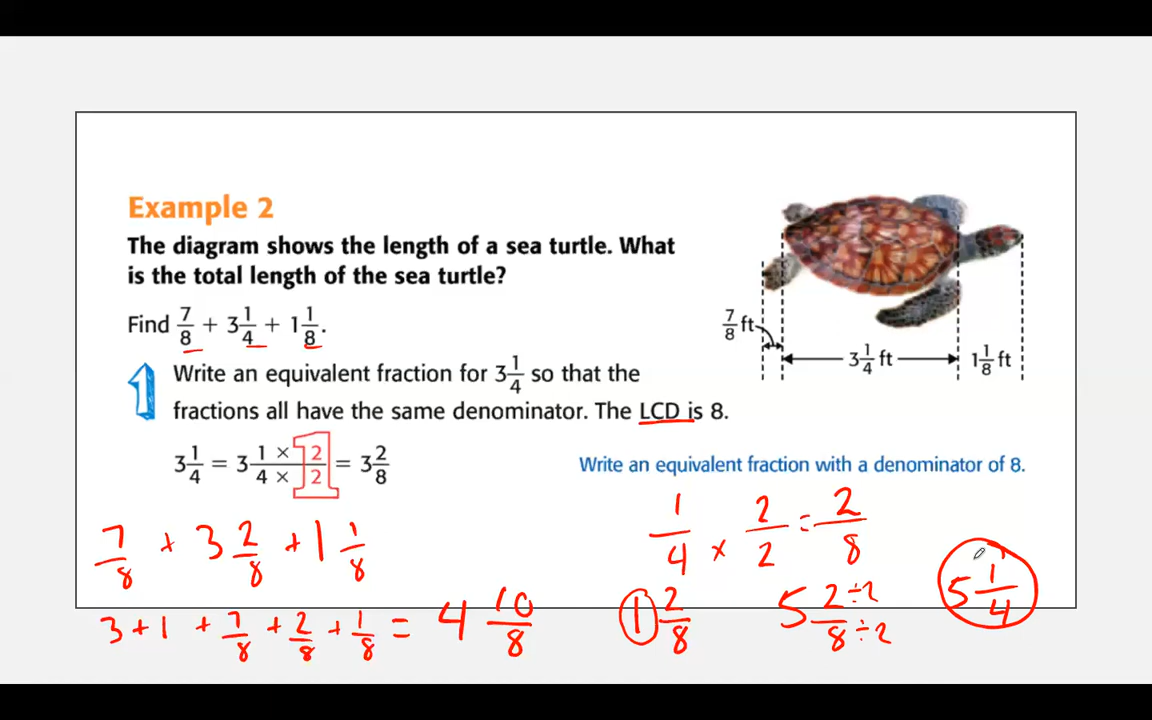 Example 2
The diagram shows the length of a sea turtle. What
is the total length of the sea turtle?
Find 7/8 + 3 1/4 + 1 1/8.
7/8 ft
3 1/4 ft
1 1/8 ft
1 Write an equivalent fraction for 3 1/4 so that the
fractions all have the same denominator. The LCD is 8.
3 1/4 = 3 1 × 2/4 × 2 = 3 2/8
Write an equivalent fraction with a denominator of 8.
1/4 × 2/2 = 2/8
7/8 + 3 2/8 + 1 1/8
3 + 1 + 7/8 + 2/8 + 1/8 = 4 10/8
1 2/8
5 2÷2/8÷2
5 1/4